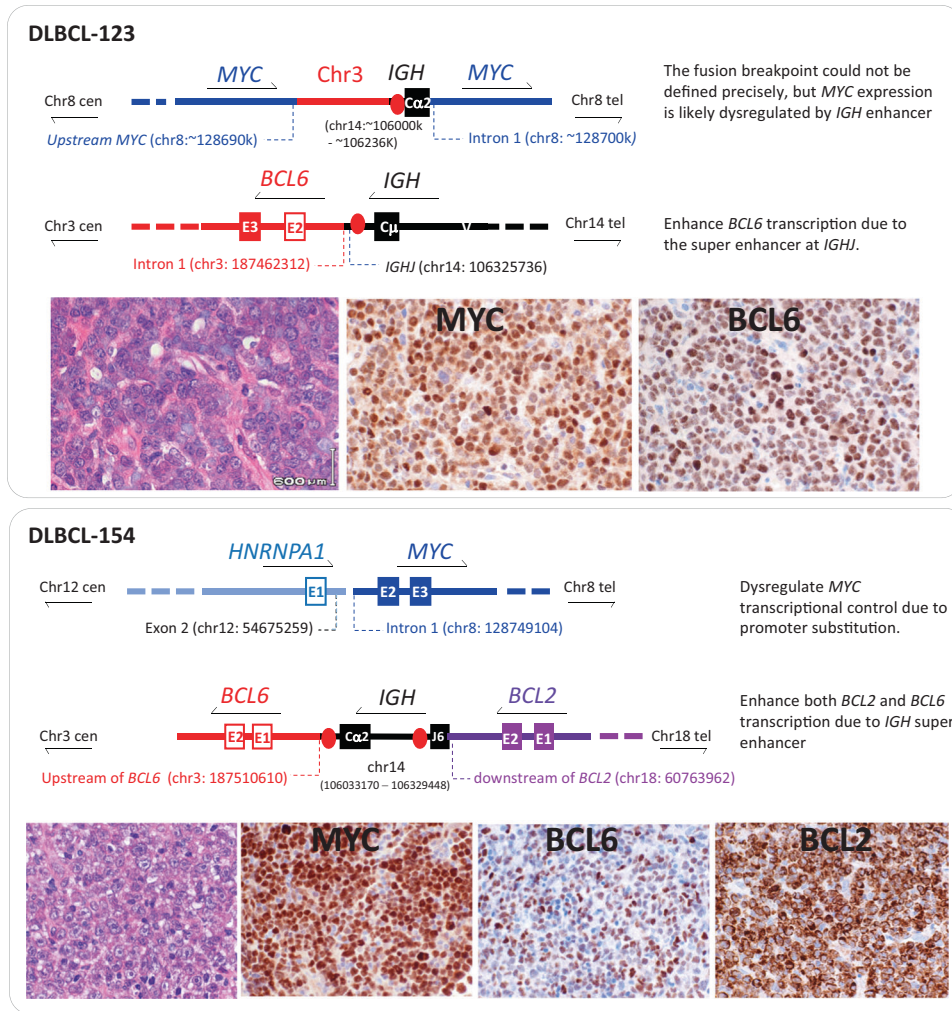 DLBCL-123
MYC
Chr3
IGH
MYC
Chr8 cen
Cα2
Chr8 tel
The fusion breakpoint could not be
defined precisely, but MYC expression
is likely dysregulated by IGH enhancer
Upstream MYC (chr8:~128690k)
(chr14:~106000k
- ~106236K)
Intron 1 (chr8: ~128700k)
BCL6
IGH
Chr3 cen
E3
E2
Cμ
V
Chr14 tel
Enhance BCL6 transcription due to
the super enhancer at IGHJ.
Intron 1 (chr3: 187462312)
IGHJ (chr14: 106325736)
MYC
BCL6
600 μm
DLBCL-154
HNRNPA1
MYC
Chr12 cen
E1
E2
E3
Chr8 tel
Dysregulate MYC
transcriptional control due to
promoter substitution.
Exon 2 (chr12: 54675259)
Intron 1 (chr8: 128749104)
BCL6
IGH
BCL2
Enhance both BCL2 and BCL6
transcription due to IGH super
enhancer
Chr3 cen
E2
E1
Cα2
J6
E2
E1
Chr18 tel
Upstream of BCL6 (chr3: 187510610)
chr14
(106033170 – 106329448)
downstream of BCL2 (chr18: 60763962)
MYC
BCL6
BCL2